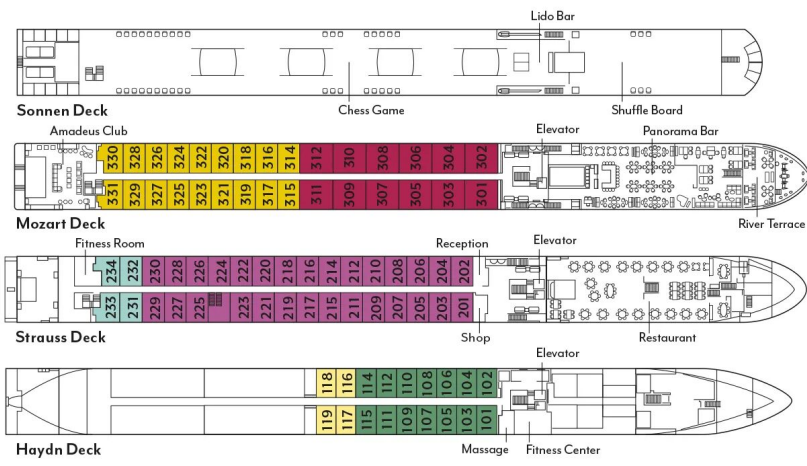 Lido Bar
Sonnen Deck
Chess Game
Shuffle Board
Amadeus Club
Elevator
Panorama Bar
330 328 326 324 322 320 318 316 314 312 310 308 306 304 302
331 329 327 325 323 321 319 317 315 311 309 307 305 303 301
Mozart Deck
River Terrace
Fitness Room
Reception
Elevator
234 232 230 228 226 224 222 220 218 216 214 212 210 208 206 204 202
233 231 229 227 225 223 221 219 217 215 211 209 207 205 203 201
Strauss Deck
Shop
Restaurant
Elevator
118 116 114 112 110 108 106 104 102
119 117 115 111 109 107 105 103 101
Haydn Deck
Massage
Fitness Center